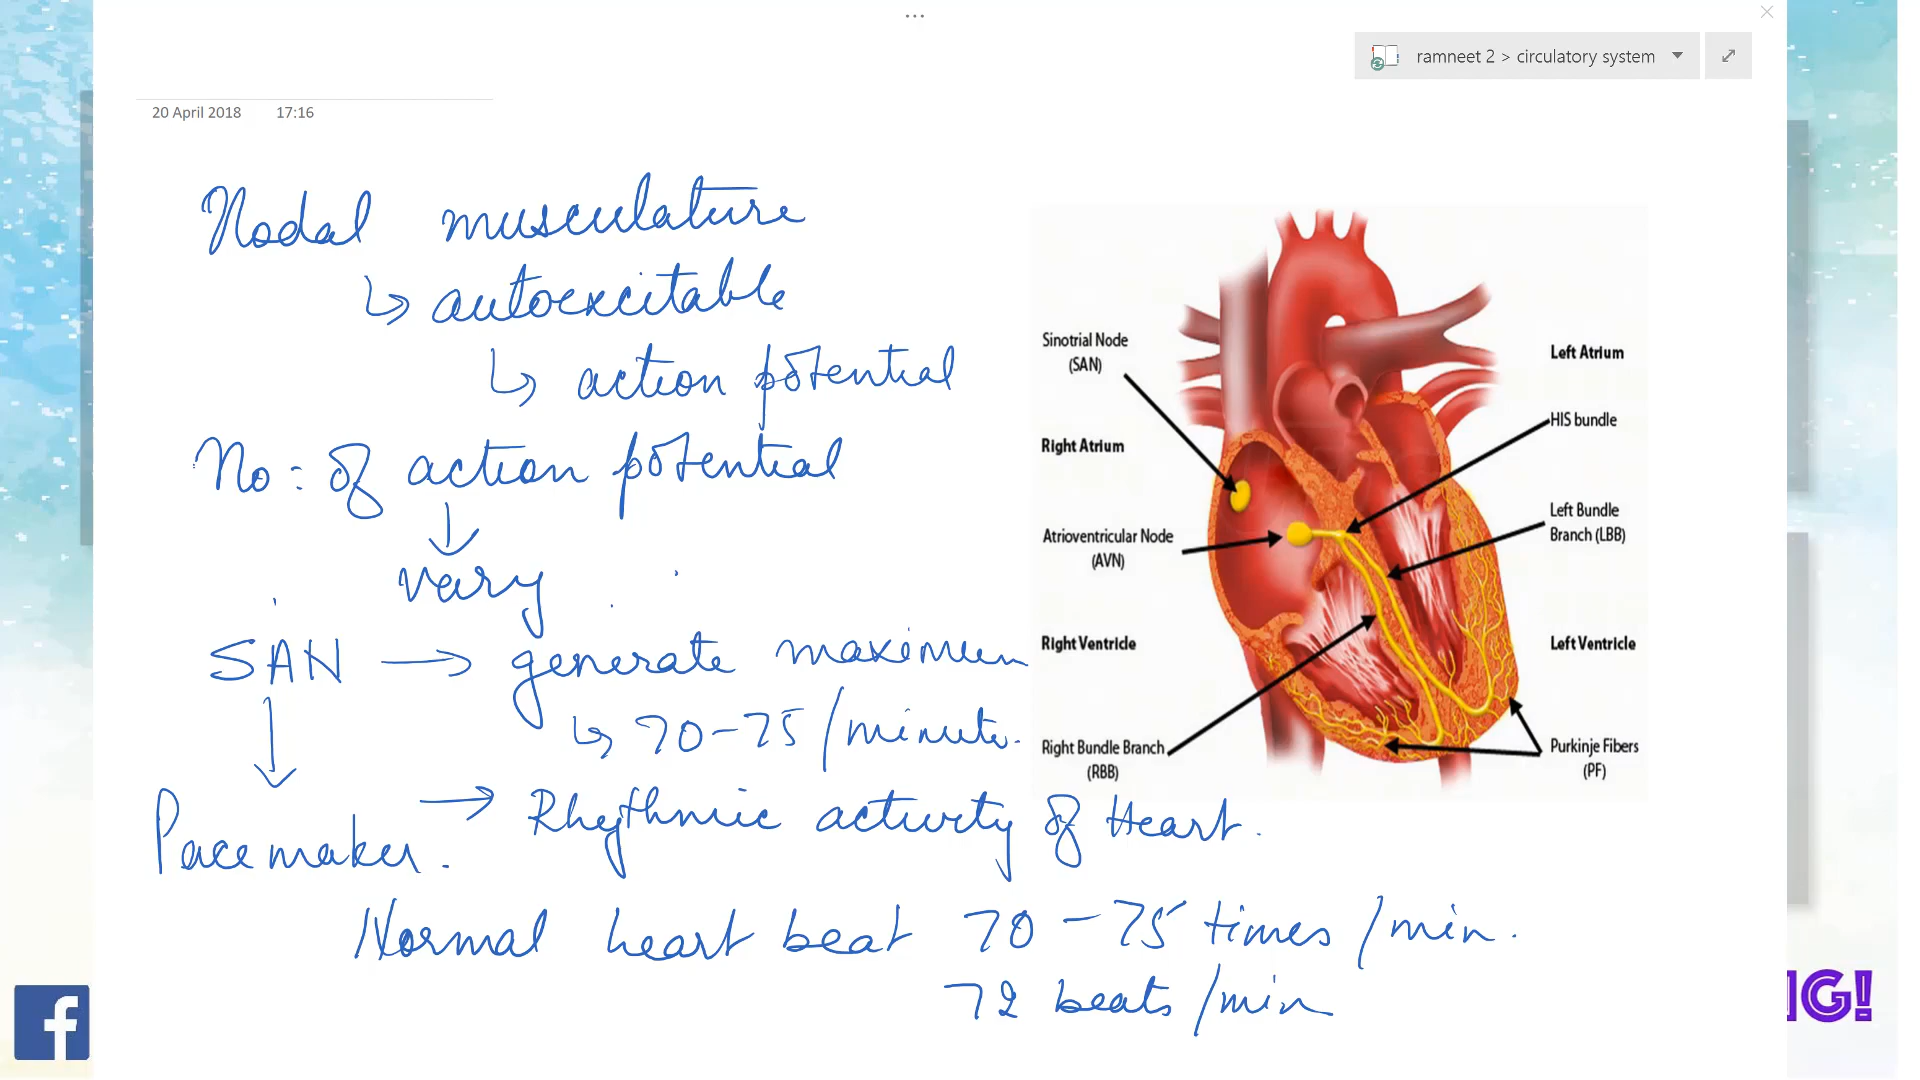 ...
ramneet 2 > circulatory system
20 April 2018 17:16
Nodal musculature
↳ autoexcitable
↳ action potential
No: of action potential
↓
vary
SAN → generate maximum
↳ 70-75 /minute.
↓
Pacemaker. → Rhythmic activity of Heart.
Normal heart beat 70-75 times /min.
72 beats /min
Sinotrial Node
(SAN)
Right Atrium
Atrioventricular Node
(AVN)
Right Ventricle
Right Bundle Branch
(RBB)
Left Atrium
HIS bundle
Left Bundle
Branch (LBB)
Left Ventricle
Purkinje Fibers
(PF)
f
G!